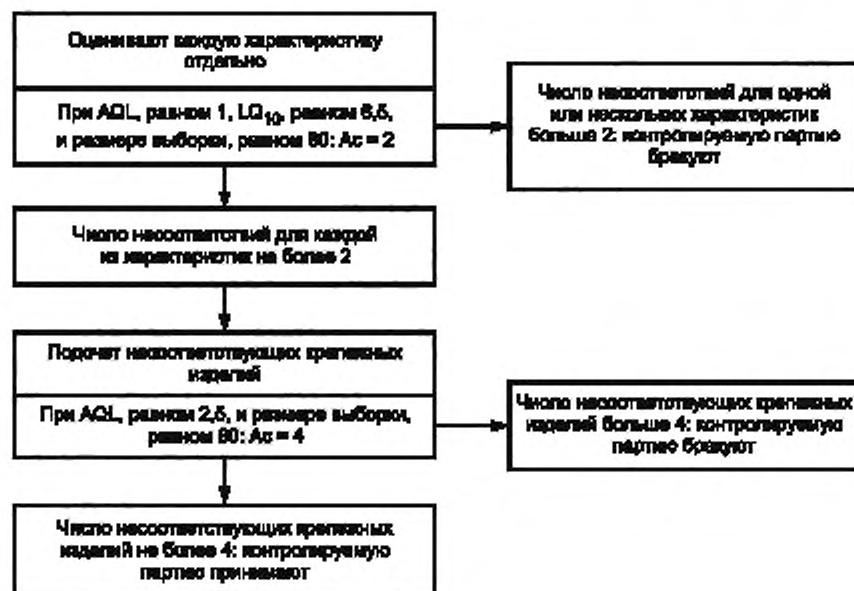 Оценивают каждую характеристику
отдельно
При AQL, равном 1, LQ10, равном 6,5,
и размере выборки, равном 80: Ac = 2
Число несоответствий для одной
или нескольких характеристик
больше 2: контролируемую партию
бракуют
Число несоответствий для каждой
из характеристик не более 2
Подсчет несоответствующих крепежных
изделий
При AQL, равном 2,5, и размере выборки,
равном 80: Ac = 4
Число несоответствующих крепежных
изделий больше 4: контролируемую
партию бракуют
Число несоответствующих крепежных
изделий не более 4: контролируемую
партию принимают